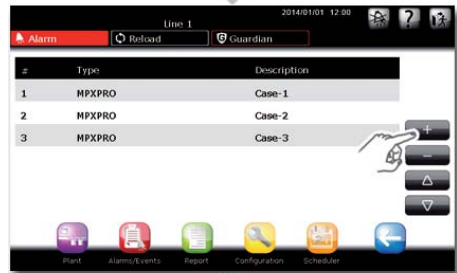 Line 1
2014/01/01 12:00
?
Alarm
Reload
Guardian
# Type Description
1 MPXPRO Case-1
2 MPXPRO Case-2
3 MPXPRO Case-3
+
-
Plant Alarms/Events Report Configuration Scheduler